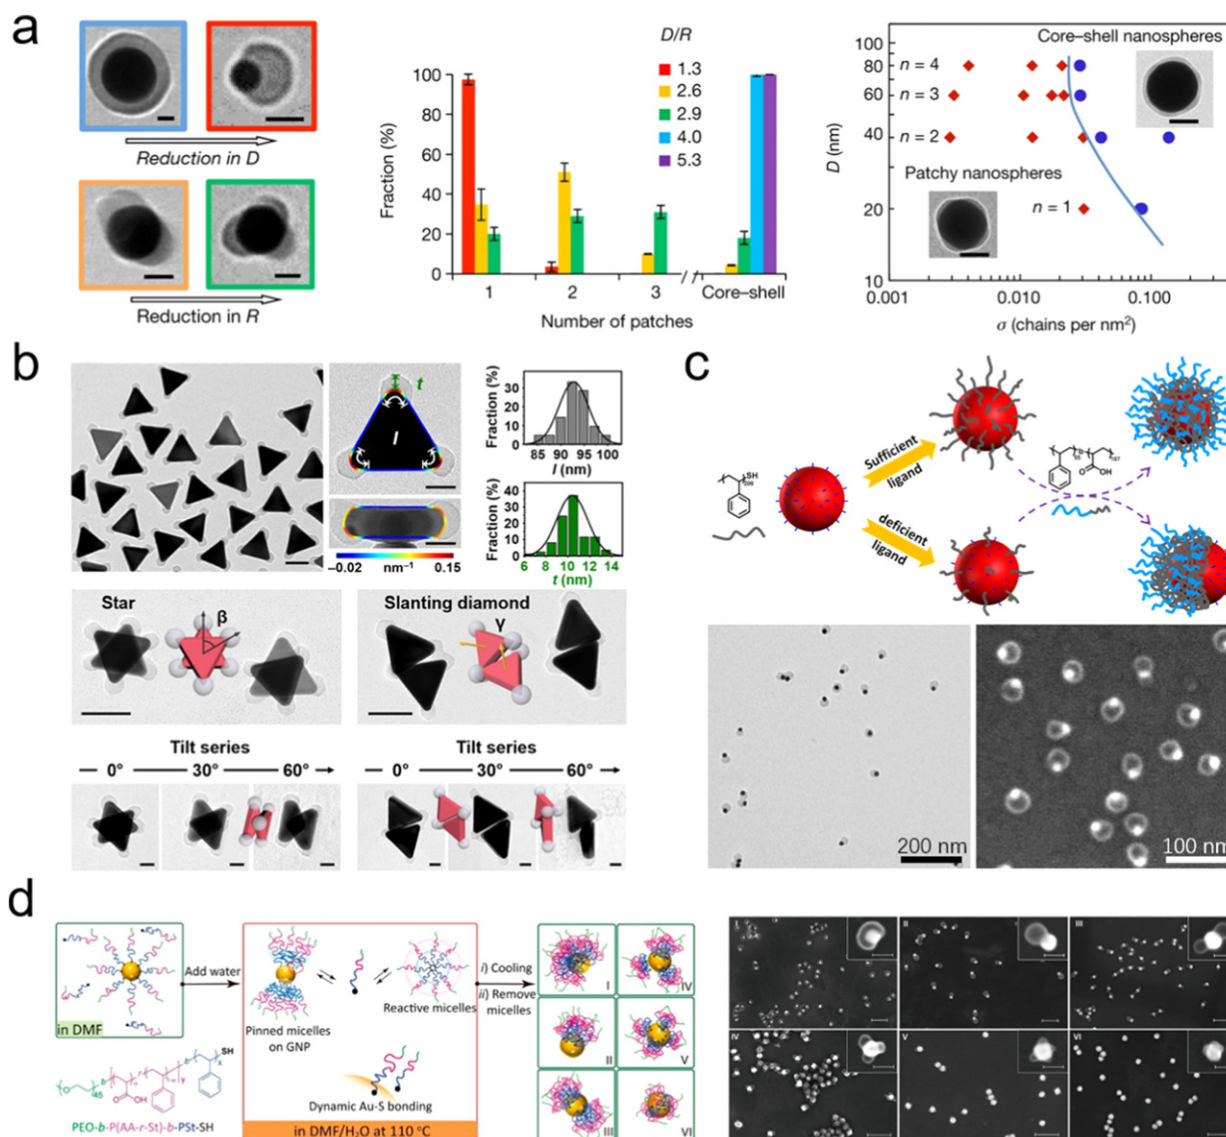 a
Reduction in D
Reduction in R
Fraction (%)
100
80
60
40
20
0
1
2
3
Core–shell
Number of patches
D/R
1.3
2.6
2.9
4.0
5.3
D (nm)
100
80
60
40
20
10
n = 4
n = 3
n = 2
n = 1
Core–shell nanospheres
Patchy nanospheres
0.001
0.010
0.100
σ (chains per nm²)
b
t
l
−0.02 nm⁻¹ 0.15
Fraction (%)
30
20
10
0
85 90 95 100
l (nm)
Fraction (%)
40
30
20
10
0
6 8 10 12 14
t (nm)
Star
β
Slanting diamond
γ
Tilt series
0° 30° 60°
Tilt series
0° 30° 60°
c
SH
Sufficient
ligand
deficient
ligand
OH
200 nm
100 nm
d
in DMF
Add water
Pinned micelles
on GNP
Reactive micelles
Dynamic Au-S bonding
in DMF/H₂O at 110 °C
i) Cooling
ii) Remove
micelles
I
IV
II
V
III
VI
SH
OH
45
PEO-b-P(AA-r-St)-b-PSt-SH
I
II
III
IV
V
VI